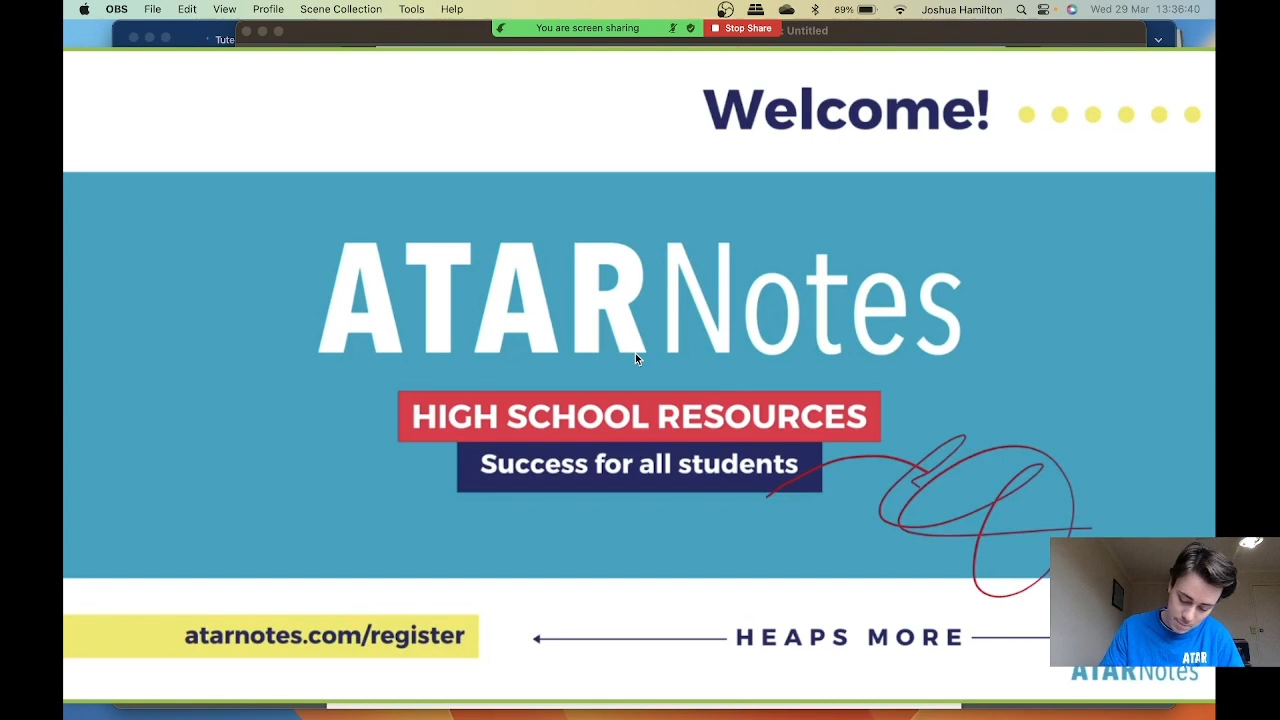 OBS File Edit View Profile Scene Collection Tools Help 89% Joshua Hamilton Wed 29 Mar 13:36:40
You are screen sharing Stop Share
Untitled
Welcome!
ATARNotes
HIGH SCHOOL RESOURCES
Success for all students
atarnotes.com/register
HEAPS MORE
ATAR
ATARNotes